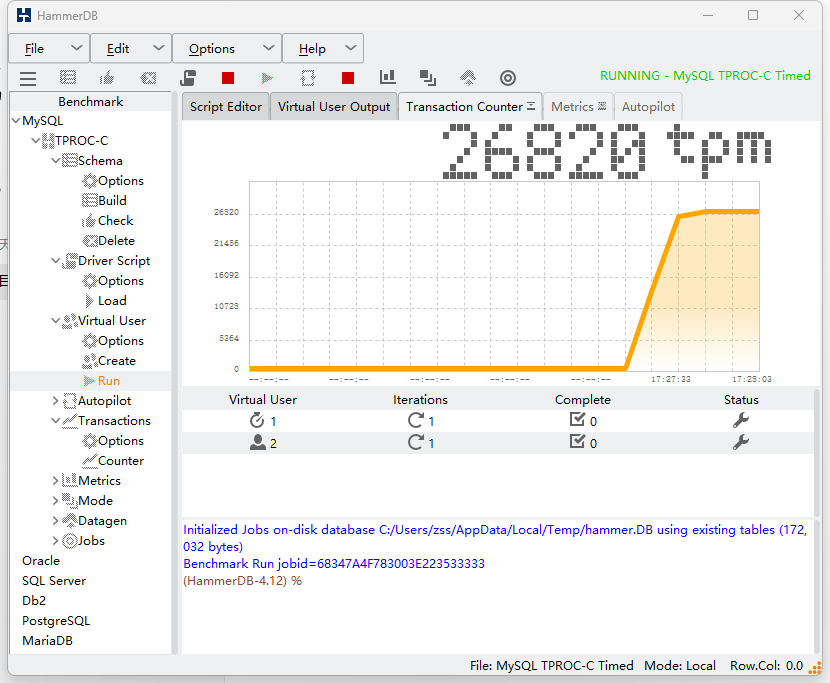 HammerDB
File Edit Options Help
RUNNING - MySQL TPROC-C Timed
Benchmark
MySQL
TPROC-C
Schema
Options
Build
Check
Delete
Driver Script
Options
Load
Virtual User
Options
Create
Run
Autopilot
Transactions
Options
Counter
Metrics
Mode
Datagen
Jobs
Oracle
SQL Server
Db2
PostgreSQL
MariaDB
Script Editor Virtual User Output Transaction Counter Metrics Autopilot
26820 tpm
26820
21456
16092
10728
5364
0
--:--:-- --:--:-- --:--:-- --:--:-- --:--:-- 17:27:33 17:28:03
Virtual User Iterations Complete Status
1 1 0
2 1 0
Initialized Jobs on-disk database C:/Users/zss/AppData/Local/Temp/hammer.DB using existing tables (172,
032 bytes)
Benchmark Run jobid=68347A4F783003E223533333
(HammerDB-4.12) %
File: MySQL TPROC-C Timed Mode: Local Row.Col: 0.0